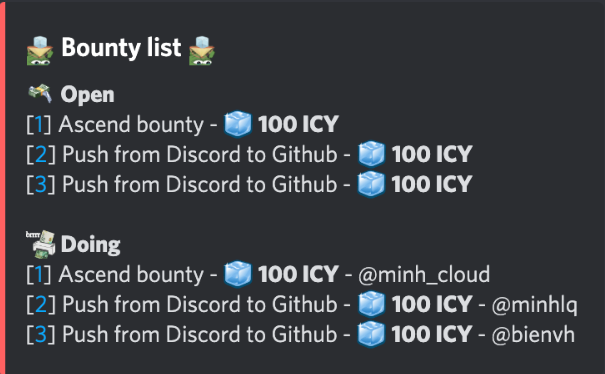 Bounty list
Open
[1] Ascend bounty - 100 ICY
[2] Push from Discord to Github - 100 ICY
[3] Push from Discord to Github - 100 ICY
brrrr
Doing
[1] Ascend bounty - 100 ICY - @minh_cloud
[2] Push from Discord to Github - 100 ICY - @minhlq
[3] Push from Discord to Github - 100 ICY - @bienvh